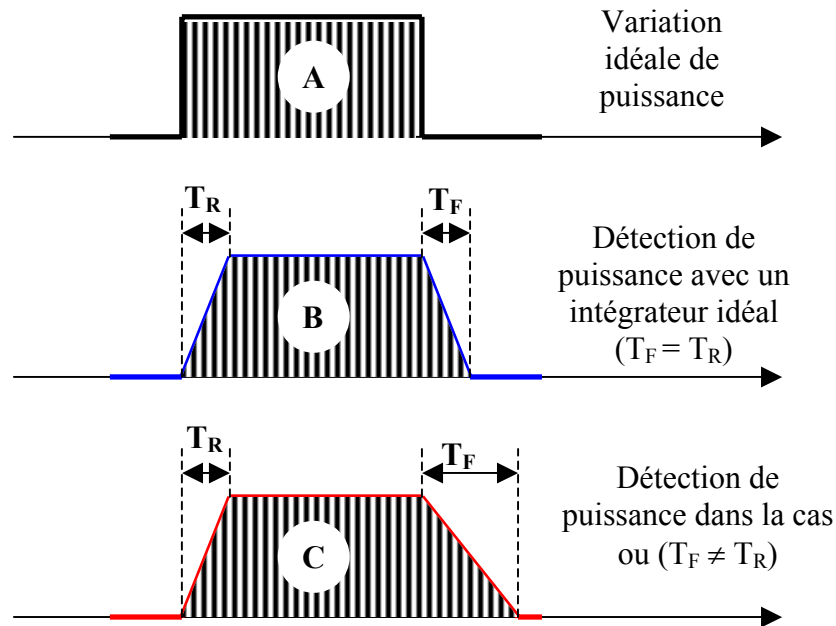 Variation
idéale de
puissance
A
T_R
T_F
Détection de
puissance avec un
intégrateur idéal
(T_F = T_R)
B
T_R
T_F
Détection de
puissance dans la cas
ou (T_F ≠ T_R)
C